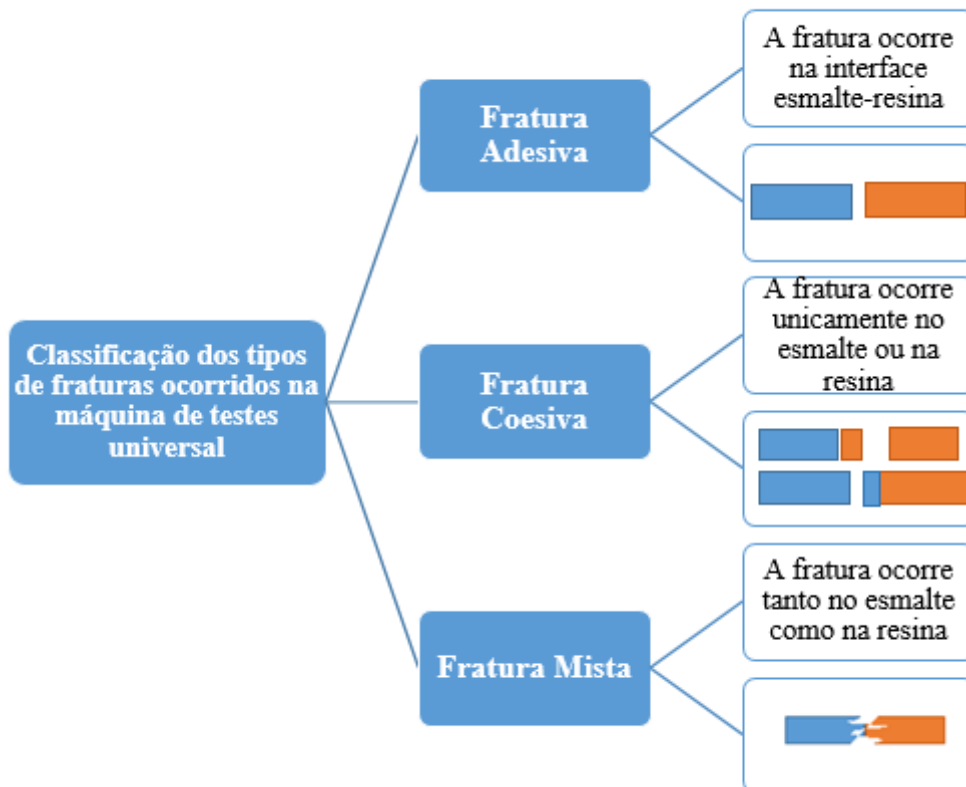 Classificação dos tipos
de fraturas ocorridos na
máquina de testes
universal
Fratura
Adesiva
A fratura ocorre
na interface
esmalte-resina
Fratura
Coesiva
A fratura ocorre
unicamente no
esmalte ou na
resina
Fratura Mista
A fratura ocorre
tanto no esmalte
como na resina